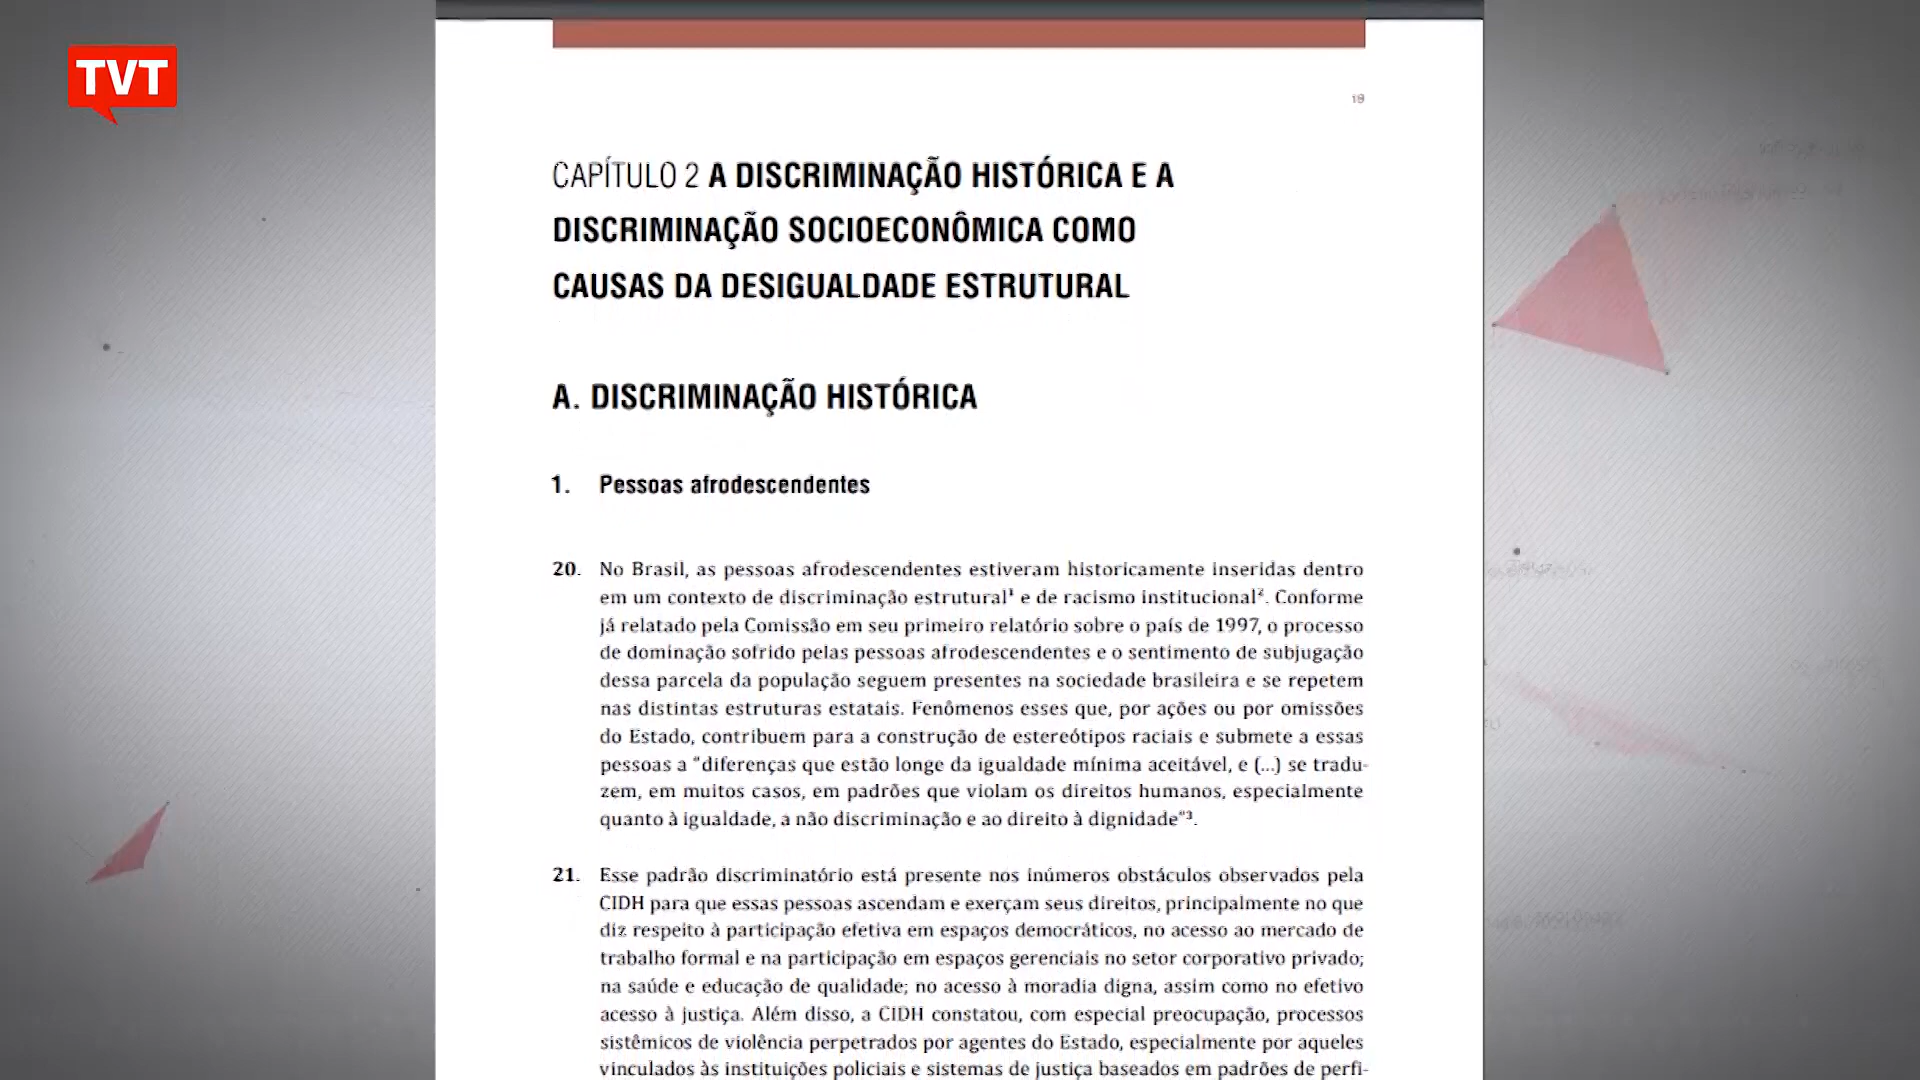 TVT
19
CAPÍTULO 2 A DISCRIMINAÇÃO HISTÓRICA E A
DISCRIMINAÇÃO SOCIOECONÔMICA COMO
CAUSAS DA DESIGUALDADE ESTRUTURAL
A. DISCRIMINAÇÃO HISTÓRICA
1. Pessoas afrodescendentes
20. No Brasil, as pessoas afrodescendentes estiveram historicamente inseridas dentro
em um contexto de discriminação estrutural¹ e de racismo institucional². Conforme
já relatado pela Comissão em seu primeiro relatório sobre o país de 1997, o processo
de dominação sofrido pelas pessoas afrodescendentes e o sentimento de subjugação
dessa parcela da população seguem presentes na sociedade brasileira e se repetem
nas distintas estruturas estatais. Fenômenos esses que, por ações ou por omissões
do Estado, contribuem para a construção de estereótipos raciais e submete a essas
pessoas a "diferenças que estão longe da igualdade mínima aceitável, e (...) se tradu-
zem, em muitos casos, em padrões que violam os direitos humanos, especialmente
quanto à igualdade, a não discriminação e ao direito à dignidade"³.
21. Esse padrão discriminatório está presente nos inúmeros obstáculos observados pela
CIDH para que essas pessoas ascendam e exerçam seus direitos, principalmente no que
diz respeito à participação efetiva em espaços democráticos, no acesso ao mercado de
trabalho formal e na participação em espaços gerenciais no setor corporativo privado;
na saúde e educação de qualidade; no acesso à moradia digna, assim como no efetivo
acesso à justiça. Além disso, a CIDH constatou, com especial preocupação, processos
sistêmicos de violência perpetrados por agentes do Estado, especialmente por aqueles
vinculados às instituições policiais e sistemas de justiça baseados em padrões de perfi-